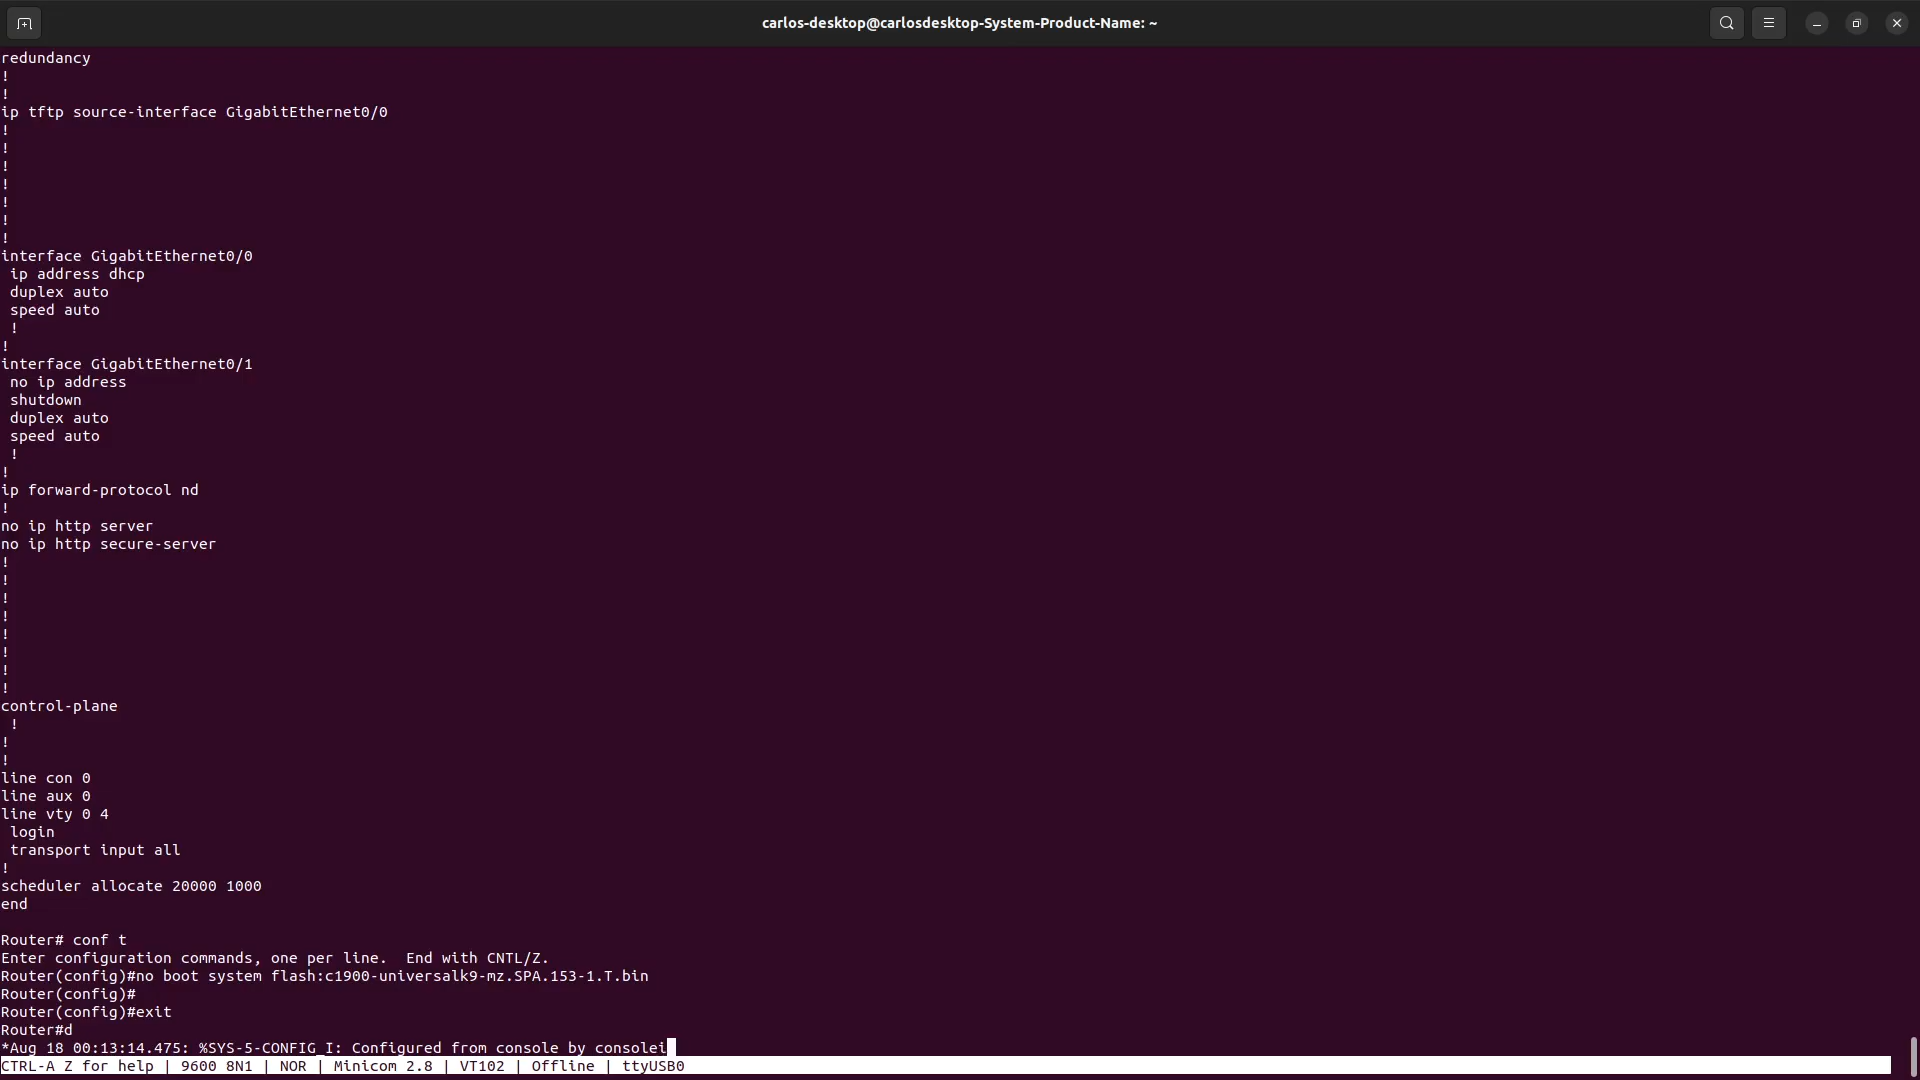 carlos-desktop@carlosdesktop-System-Product-Name: ~
redundancy
!
!
ip tftp source-interface GigabitEthernet0/0
!
!
!
!
!
!
!
interface GigabitEthernet0/0
 ip address dhcp
 duplex auto
 speed auto
 !
!
interface GigabitEthernet0/1
 no ip address
 shutdown
 duplex auto
 speed auto
 !
!
ip forward-protocol nd
!
no ip http server
no ip http secure-server
!
!
!
!
!
!
!
!
control-plane
 !
!
!
line con 0
line aux 0
line vty 0 4
 login
 transport input all
!
scheduler allocate 20000 1000
end

Router# conf t
Enter configuration commands, one per line.  End with CNTL/Z.
Router(config)#no boot system flash:c1900-universalk9-mz.SPA.153-1.T.bin
Router(config)#
Router(config)#exit
Router#d
*Aug 18 00:13:14.475: %SYS-5-CONFIG_I: Configured from console by consolei
CTRL-A Z for help | 9600 8N1 | NOR | Minicom 2.8 | VT102 | Offline | ttyUSB0